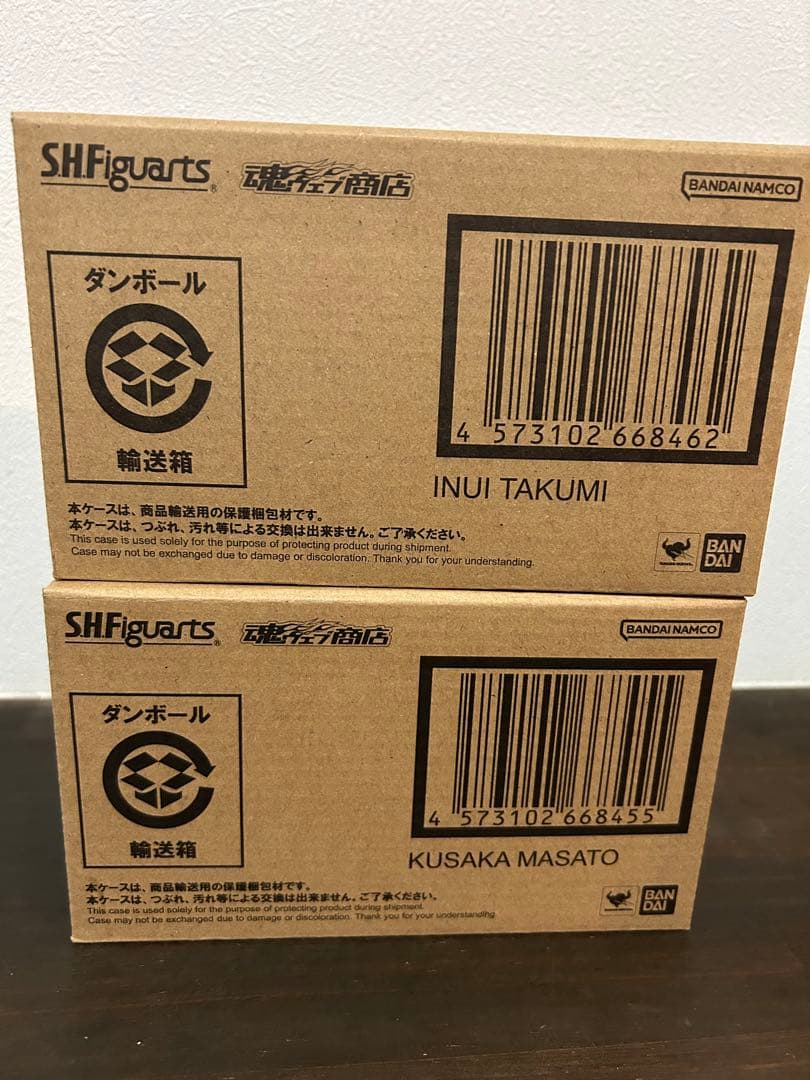 S.H.Figuarts® 魂ウェブ商店 BANDAI NAMCO
ダンボール
輸送箱
4 573102 668462
INUI TAKUMI
本ケースは、商品輸送用の保護梱包材です。
本ケースは、つぶれ、汚れ等による交換は出来ません。ご了承ください。
This case is used solely for the purpose of protecting product during shipment.
Case may not be exchanged due to damage or discoloration. Thank you for your understanding.
BAN
DAI
S.H.Figuarts® 魂ウェブ商店 BANDAI NAMCO
ダンボール
輸送箱
4 573102 668455
KUSAKA MASATO
本ケースは、商品輸送用の保護梱包材です。
本ケースは、つぶれ、汚れ等による交換は出来ません。ご了承ください。
This case is used solely for the purpose of protecting product during shipment.
Case may not be exchanged due to damage or discoloration. Thank you for your understanding.
BAN
DAI